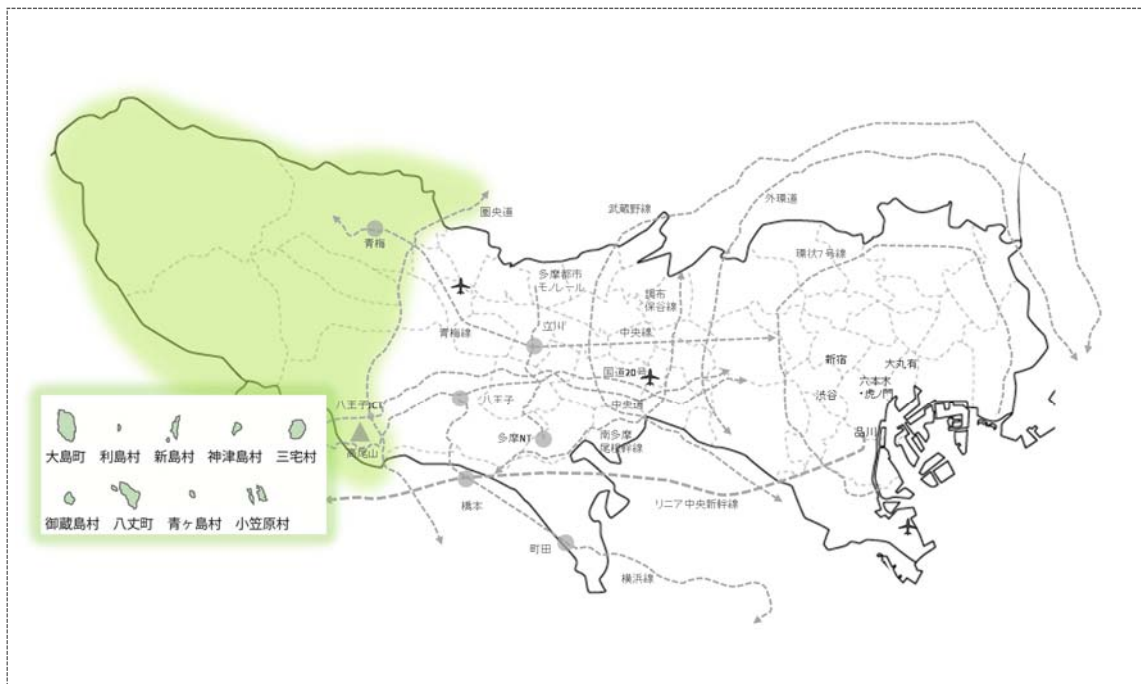 圏央道
武蔵野線
外環道
青梅
環状7号線
多摩都市
モノレール
調布
保谷線
青梅線
立川
中央線
新宿
大丸有
国道20号
六本木
・虎ノ門
渋谷
八王子JCT
八王子
中央道
高尾山
多摩NT
南多摩
尾根幹線
品川
橋本
リニア中央新幹線
町田
横浜線
大島町 利島村 新島村 神津島村 三宅村
御蔵島村 八丈町 青ヶ島村 小笠原村